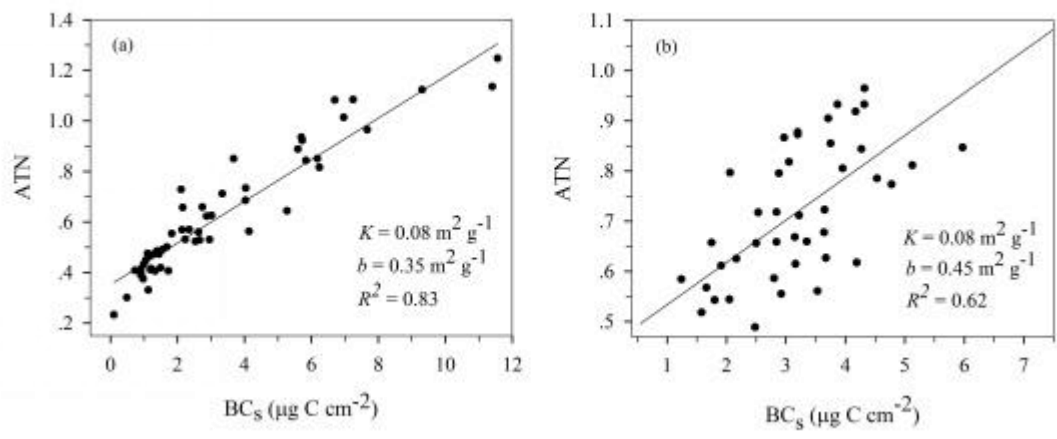 1.4
1.2
1.0
.8
.6
.4
.2
ATN
(a)
K = 0.08 m² g⁻¹
b = 0.35 m² g⁻¹
R² = 0.83
0 2 4 6 8 10 12
BCₛ (μg C cm⁻²)
1.1
1.0
.9
.8
.7
.6
.5
ATN
(b)
K = 0.08 m² g⁻¹
b = 0.45 m² g⁻¹
R² = 0.62
1 2 3 4 5 6 7
BCₛ (μg C cm⁻²)